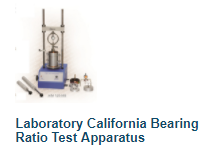 Laboratory California Bearing
Ratio Test Apparatus